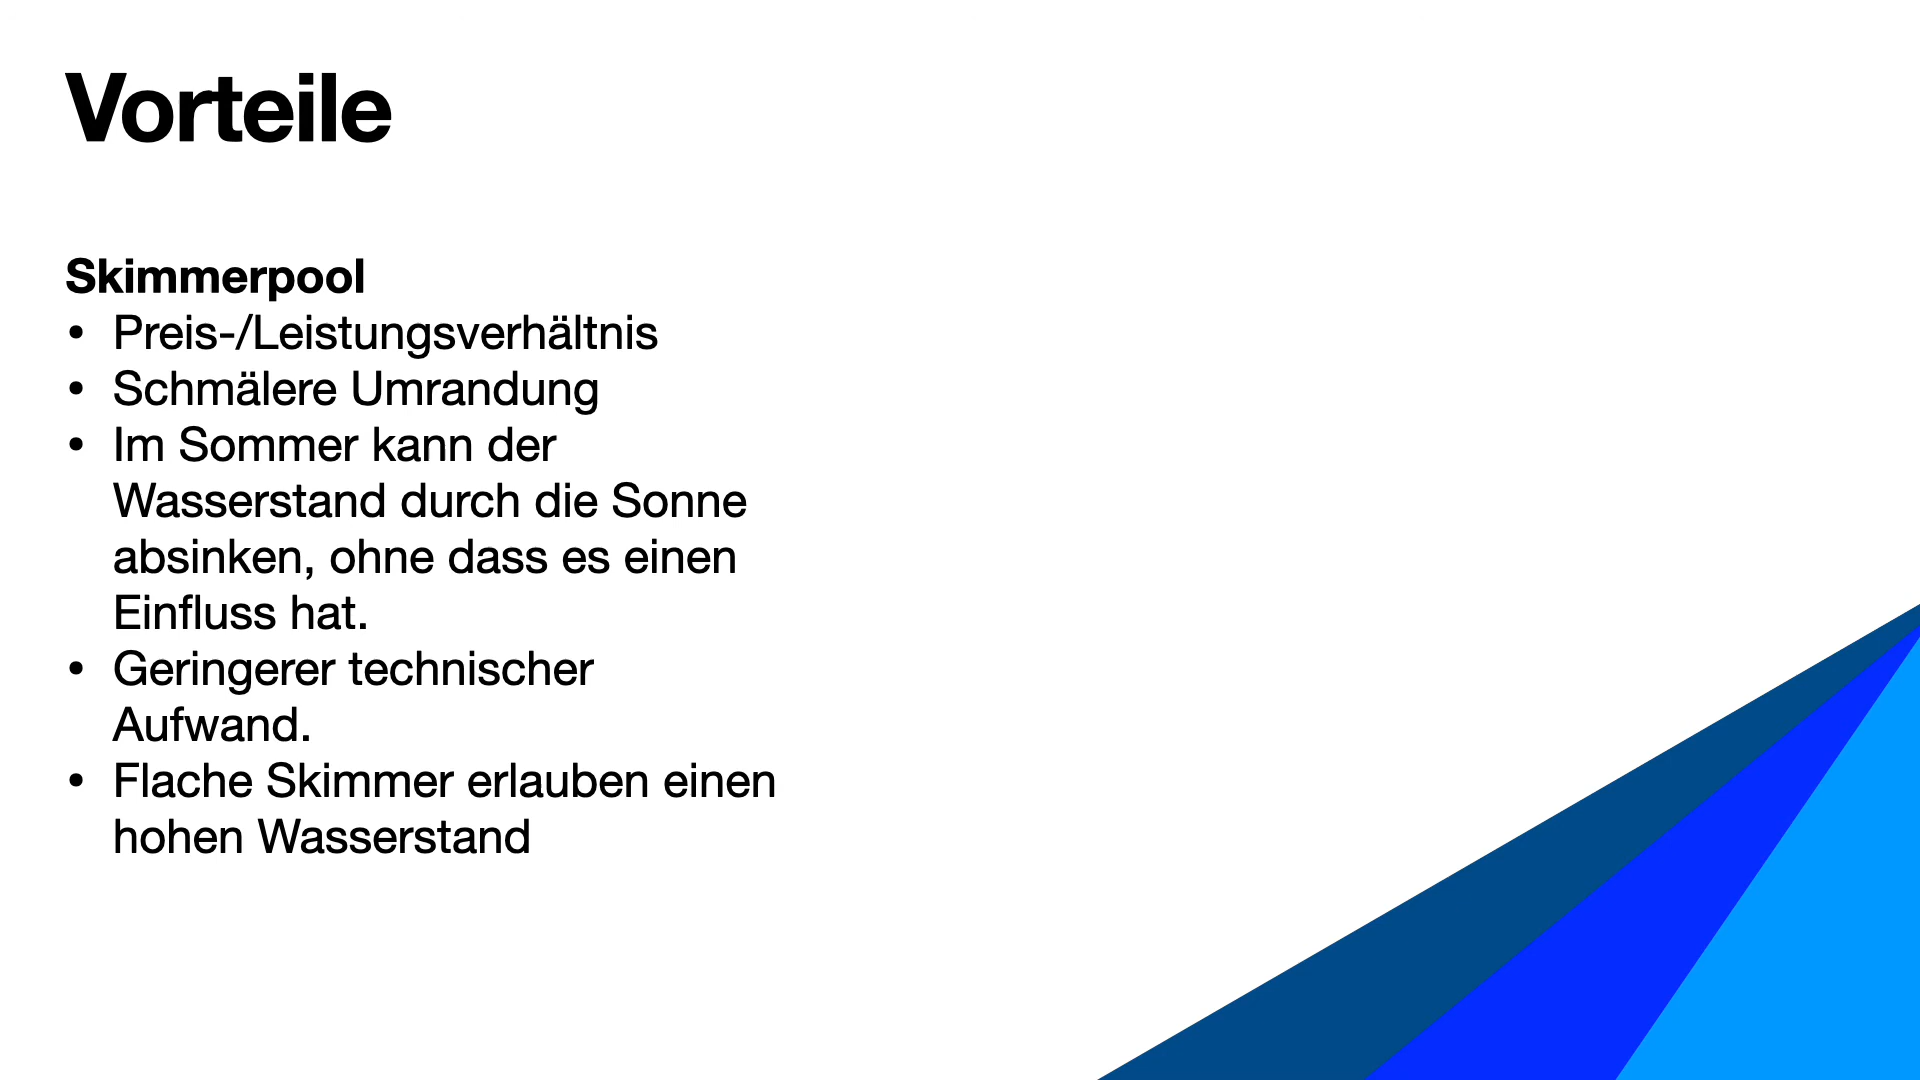 Vorteile
Skimmerpool
• Preis-/Leistungsverhältnis
• Schmälere Umrandung
• Im Sommer kann der
Wasserstand durch die Sonne
absinken, ohne dass es einen
Einfluss hat.
• Geringerer technischer
Aufwand.
• Flache Skimmer erlauben einen
hohen Wasserstand